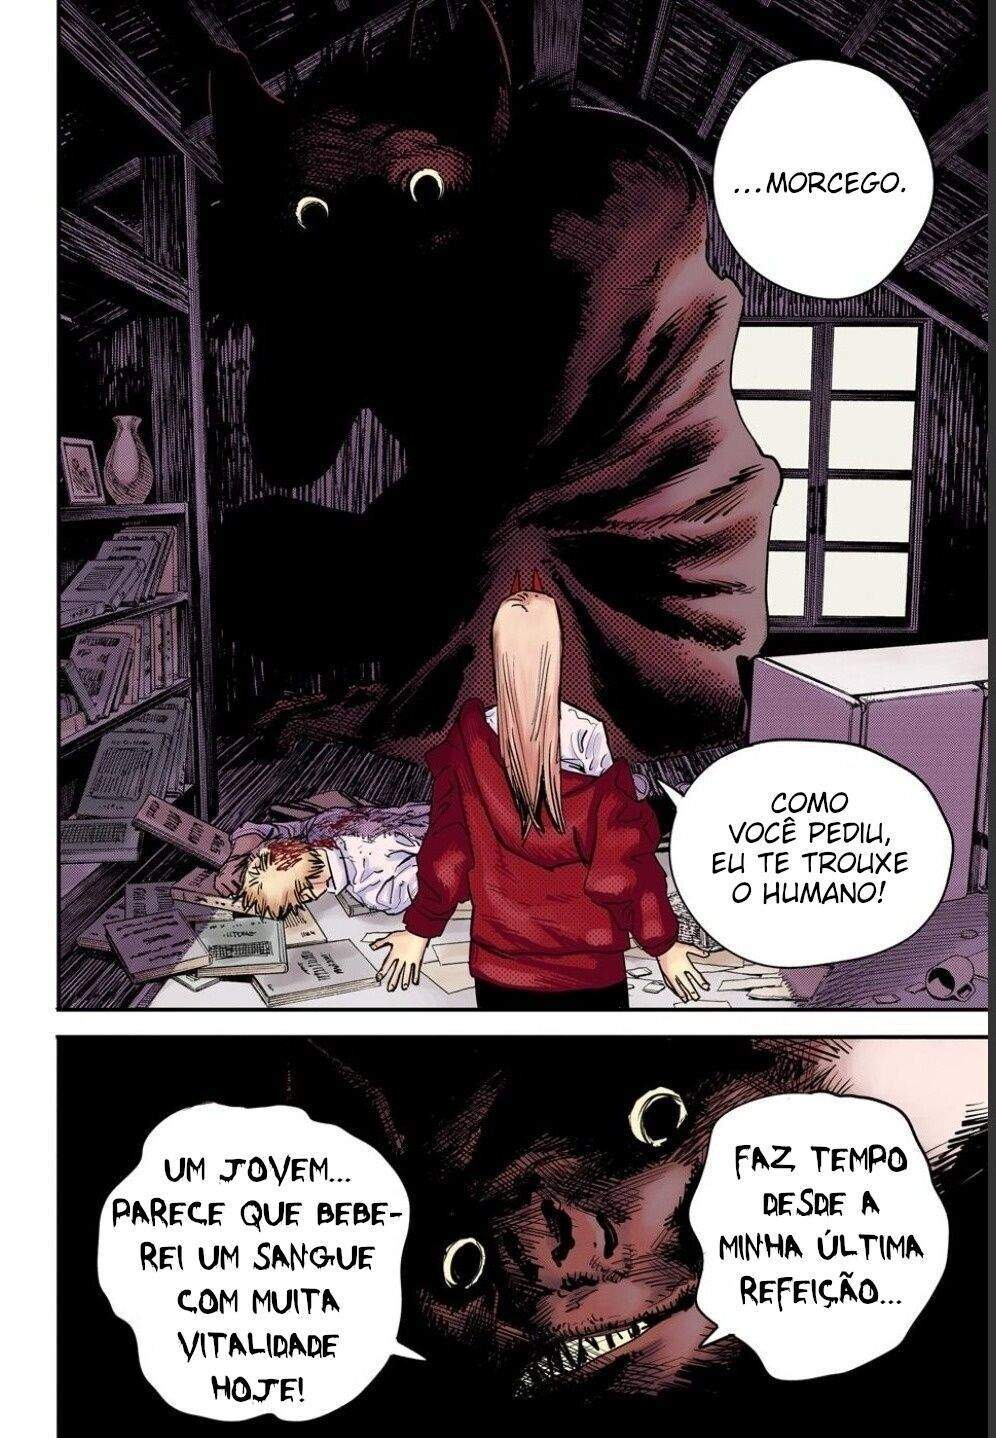 ...MORCEGO.
COMO
VOCÊ PEDIU,
EU TE TROUXE
O HUMANO!
FAZ TEMPO
DESDE A
MINHA ÚLTIMA
REFEIÇÃO...
UM JOVEM...
PARECE QUE BEBE-
REI UM SANGUE
COM MUITA
VITALIDADE
HOJE!